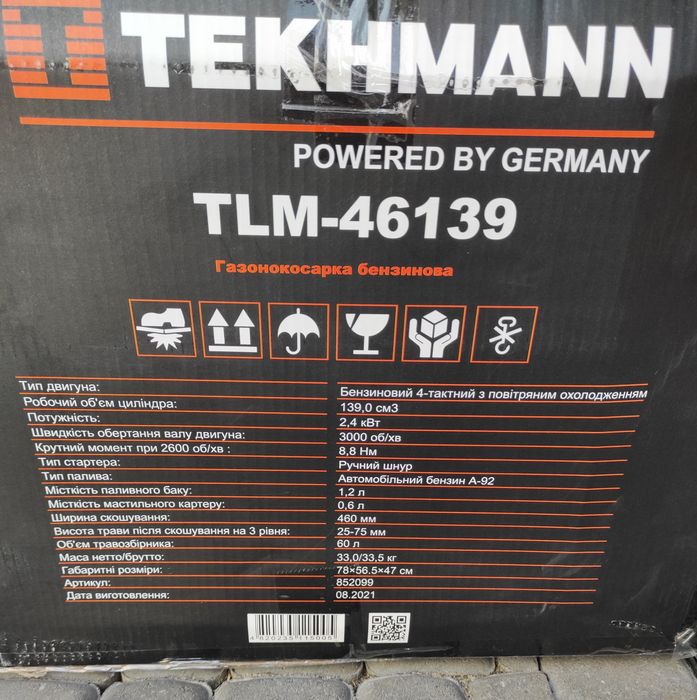 TEKHMANN
POWERED BY GERMANY
TLM-46139
Газонокосарка бензинова
Тип двигуна: Бензиновий 4-тактний з повітряним охолодженням
Робочий об'єм циліндра: 139,0 см3
Потужність: 2,4 кВт
Швидкість обертання валу двигуна: 3000 об/хв
Крутний момент при 2600 об/хв : 8,8 Нм
Тип стартера: Ручний шнур
Тип палива: Автомобільний бензин А-92
Місткість паливного баку: 1,2 л
Місткість мастильного картеру: 0,6 л
Ширина скошування: 460 мм
Висота трави після скошування на 3 рівня: 25-75 мм
Об'єм травозбірника: 60 л
Маса нетто/брутто: 33,0/33,5 кг
Габаритні розміри: 78×56.5×47 см
Артикул: 852099
Дата виготовлення: 08.2021
4 820235 115005